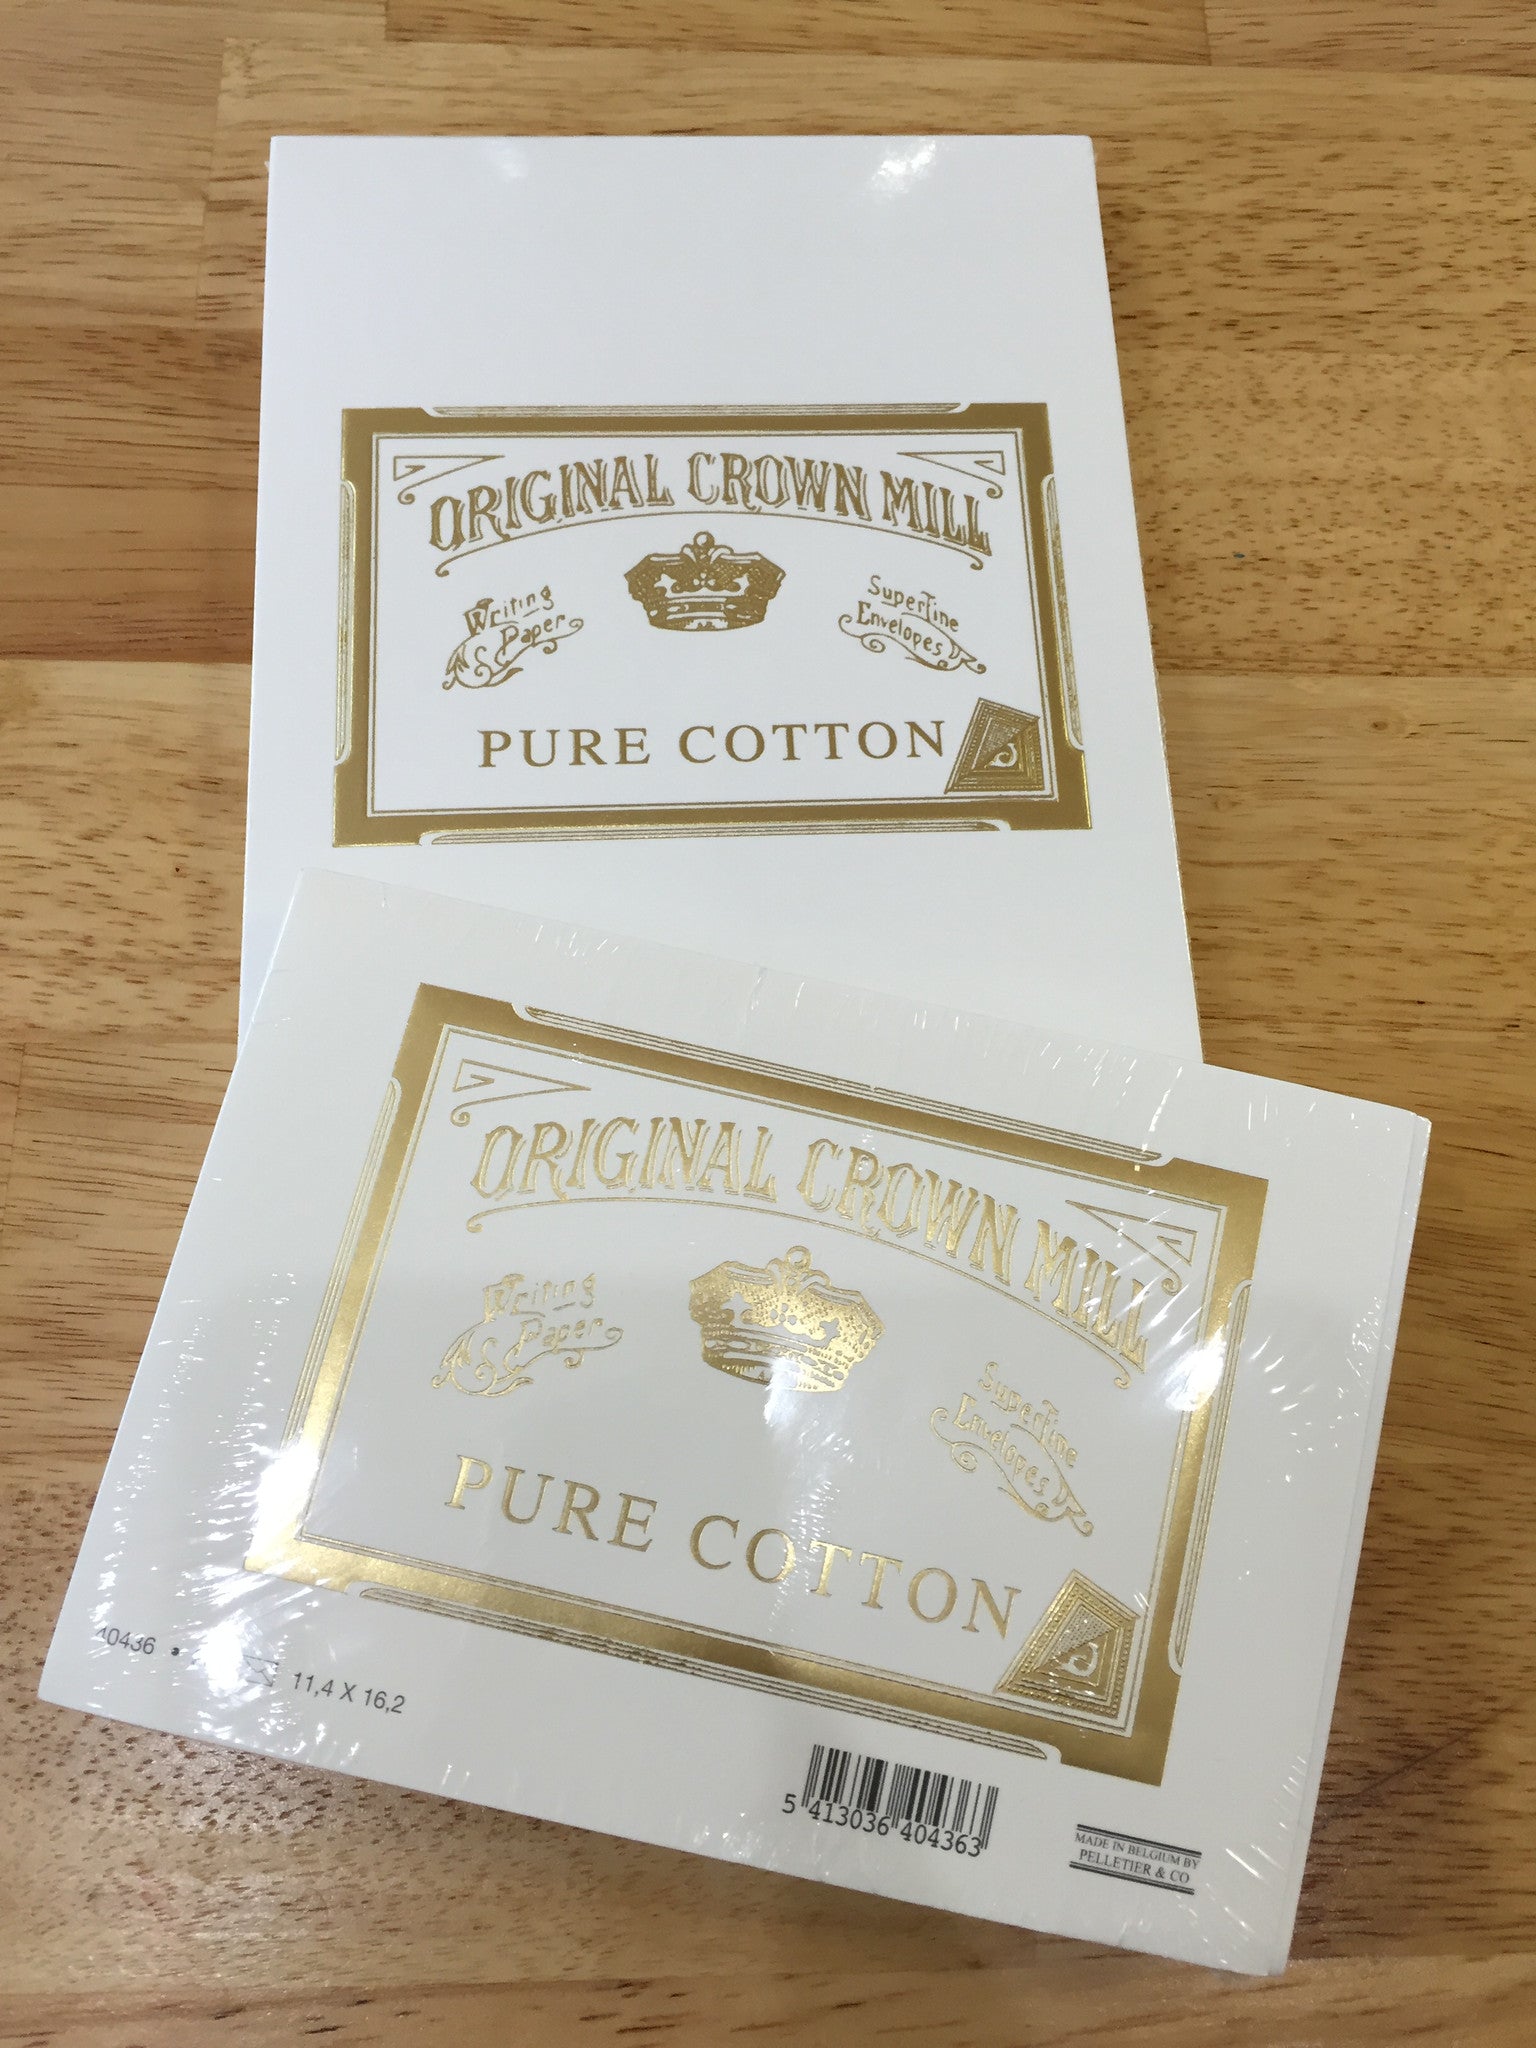 ORIGINAL CROWN MILL
Writing
Paper
Superfine
Envelopes
PURE COTTON
ORIGINAL CROWN MILL
Writing
Paper
Superfine
Envelopes
PURE COTTON
40436 •
11,4 X 16,2
5 413036 404363
MADE IN BELGIUM BY
PELLETIER & CO